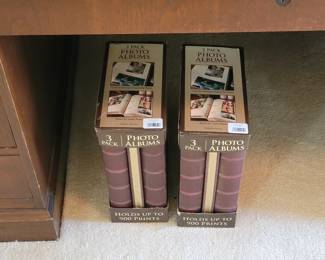 3 PACK
PHOTO
ALBUMS
3 PACK
PHOTO
ALBUMS
3
PACK
PHOTO
ALBUMS
HOLDS UP TO
900 PRINTS
3
PACK
PHOTO
ALBUMS
HOLDS UP TO
900 PRINTS